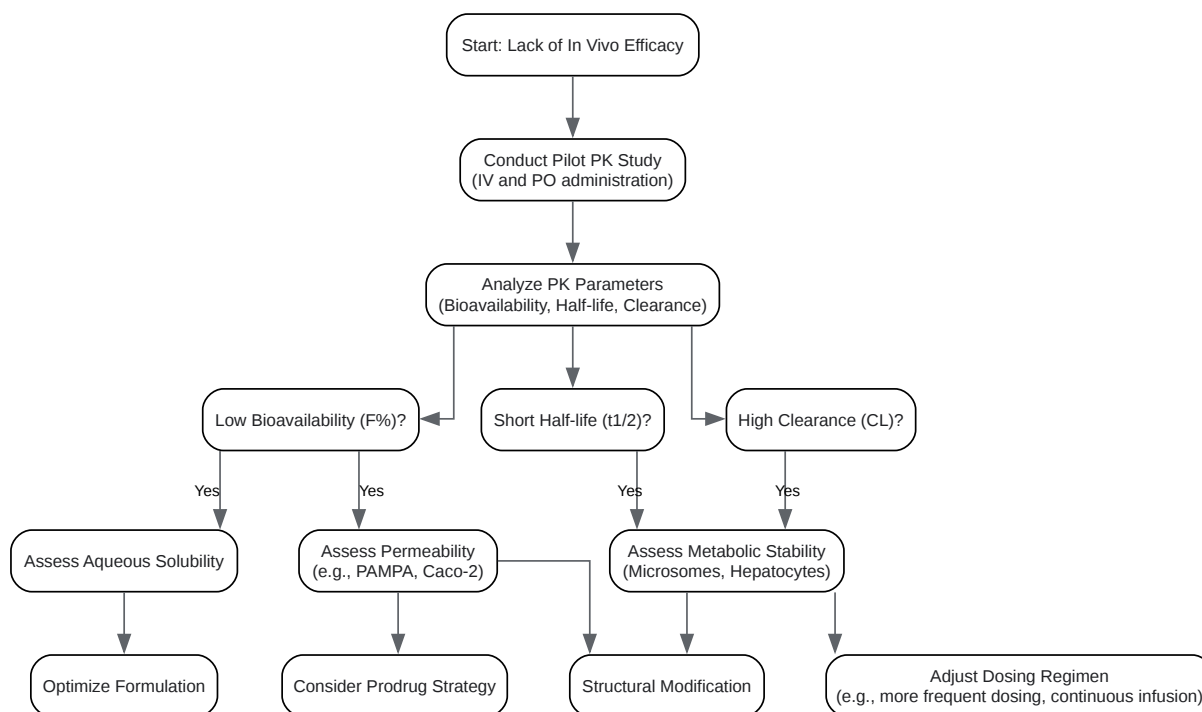 Start: Lack of In Vivo Efficacy
Conduct Pilot PK Study
(IV and PO administration)
Analyze PK Parameters
(Bioavailability, Half-life, Clearance)
Low Bioavailability (F%)?
Short Half-life (t1/2)?
High Clearance (CL)?
Yes
Yes
Yes
Yes
Assess Aqueous Solubility
Assess Permeability
(e.g., PAMPA, Caco-2)
Assess Metabolic Stability
(Microsomes, Hepatocytes)
Optimize Formulation
Consider Prodrug Strategy
Structural Modification
Adjust Dosing Regimen
(e.g., more frequent dosing, continuous infusion)